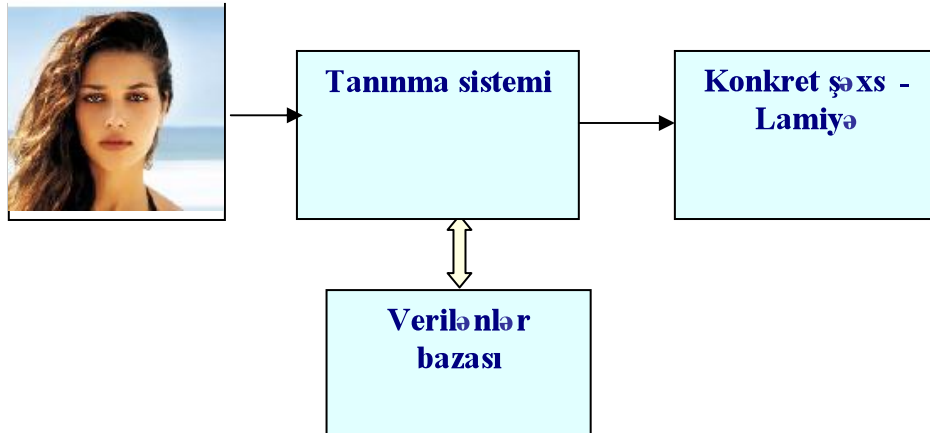 Tanınma sistemi
Konkret şəxs -
Lamiyə
Verilənlər
bazası